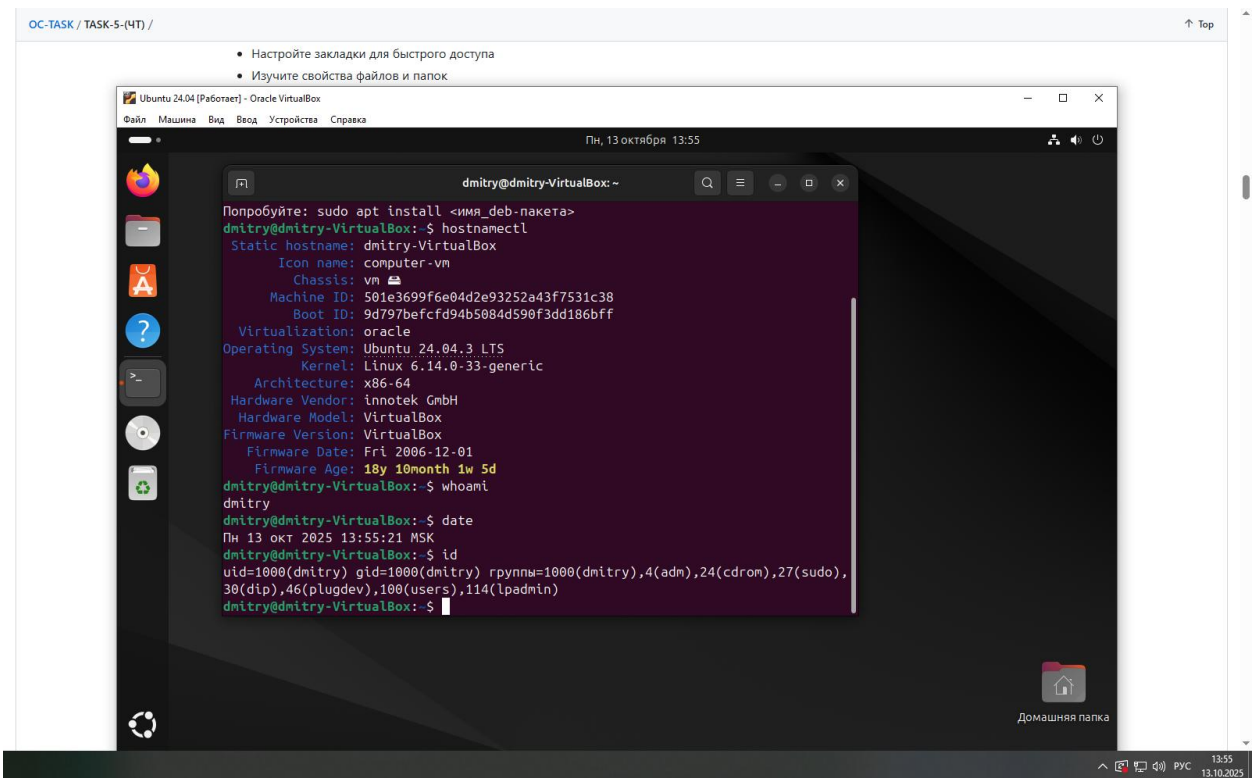 OC-TASK / TASK-5-(ЧТ) /
↑ Top
• Настройте закладки для быстрого доступа
• Изучите свойства файлов и папок
Ubuntu 24.04 [Работает] - Oracle VirtualBox
Файл Машина Вид Ввод Устройства Справка
Пн, 13 октября 13:55
dmitry@dmitry-VirtualBox: ~
Попробуйте: sudo apt install <имя_deb-пакета>
dmitry@dmitry-VirtualBox:~$ hostnamectl
Static hostname: dmitry-VirtualBox
Icon name: computer-vm
Chassis: vm 🖴
Machine ID: 501e3699f6e04d2e93252a43f7531c38
Boot ID: 9d797befcfd94b5084d590f3dd186bff
Virtualization: oracle
Operating System: Ubuntu 24.04.3 LTS
Kernel: Linux 6.14.0-33-generic
Architecture: x86-64
Hardware Vendor: innotek GmbH
Hardware Model: VirtualBox
Firmware Version: VirtualBox
Firmware Date: Fri 2006-12-01
Firmware Age: 18y 10month 1w 5d
dmitry@dmitry-VirtualBox:~$ whoami
dmitry
dmitry@dmitry-VirtualBox:~$ date
Пн 13 окт 2025 13:55:21 MSK
dmitry@dmitry-VirtualBox:~$ id
uid=1000(dmitry) gid=1000(dmitry) группы=1000(dmitry),4(adm),24(cdrom),27(sudo),
30(dip),46(plugdev),100(users),114(lpadmin)
dmitry@dmitry-VirtualBox:~$
Домашняя папка
РУС
13:55
13.10.2025